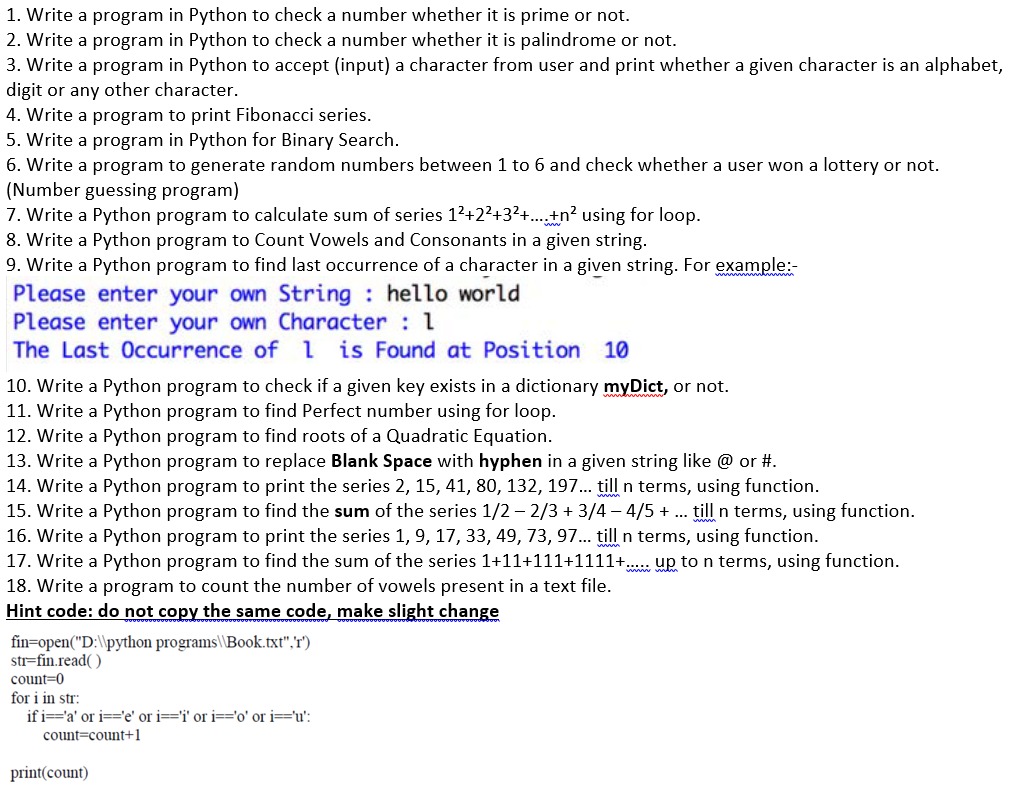 1. Write a program in Python to check a number whether it is prime or not.
2. Write a program in Python to check a number whether it is palindrome or not.
3. Write a program in Python to accept (input) a character from user and print whether a given character is an alphabet,
digit or any other character.
4. Write a program to print Fibonacci series.
5. Write a program in Python for Binary Search.
6. Write a program to generate random numbers between 1 to 6 and check whether a user won a lottery or not.
(Number guessing program)
7. Write a Python program to calculate sum of series 1²+2²+3²+....+n² using for loop.
8. Write a Python program to Count Vowels and Consonants in a given string.
9. Write a Python program to find last occurrence of a character in a given string. For example:-
Please enter your own String : hello world
Please enter your own Character : l
The Last Occurrence of  l  is Found at Position  10
10. Write a Python program to check if a given key exists in a dictionary myDict, or not.
11. Write a Python program to find Perfect number using for loop.
12. Write a Python program to find roots of a Quadratic Equation.
13. Write a Python program to replace Blank Space with hyphen in a given string like @ or #.
14. Write a Python program to print the series 2, 15, 41, 80, 132, 197... till n terms, using function.
15. Write a Python program to find the sum of the series 1/2 – 2/3 + 3/4 – 4/5 + ... till n terms, using function.
16. Write a Python program to print the series 1, 9, 17, 33, 49, 73, 97... till n terms, using function.
17. Write a Python program to find the sum of the series 1+11+111+1111+..... up to n terms, using function.
18. Write a program to count the number of vowels present in a text file.
Hint code: do not copy the same code, make slight change
fin=open("D:\\python programs\\Book.txt",'r')
str=fin.read( )
count=0
for i in str:
if i=='a' or i=='e' or i=='i' or i=='o' or i=='u':
count=count+1
print(count)